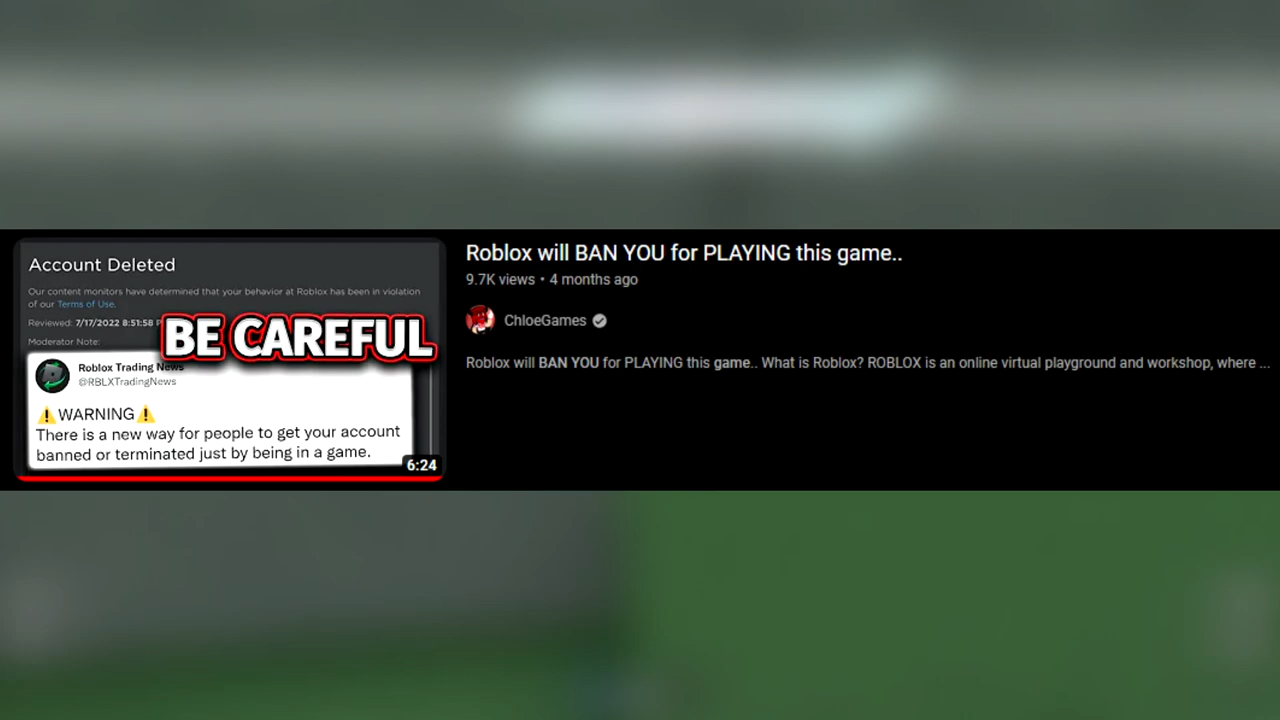 Account Deleted
Our content monitors have determined that your behavior at Roblox has been in violation
of our Terms of Use.
Reviewed: 7/17/2022 8:51:58 P
Moderator Note:
BE CAREFUL
Roblox Trading News
@RBLXTradingNews
⚠️WARNING⚠️
There is a new way for people to get your account
banned or terminated just by being in a game.
6:24
Roblox will BAN YOU for PLAYING this game..
9.7K views • 4 months ago
ChloeGames
Roblox will BAN YOU for PLAYING this game.. What is Roblox? ROBLOX is an online virtual playground and workshop, where ...